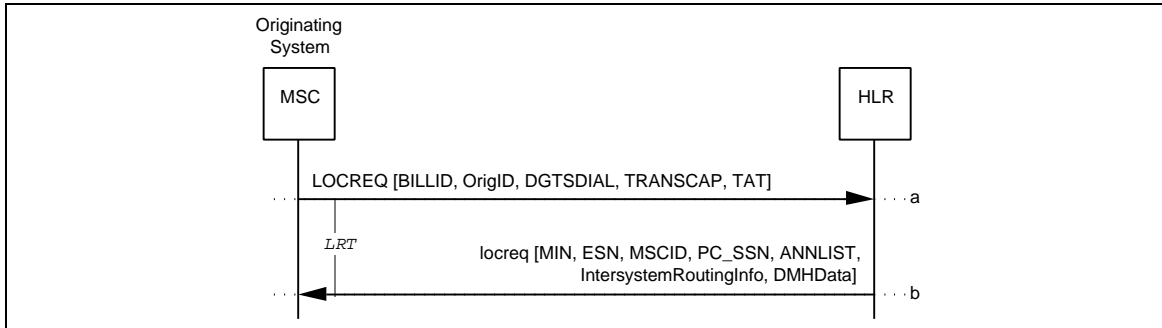 Originating
System
MSC
HLR
LOCREQ [BILLID, OrigID, DGTSDIAL, TRANSCAP, TAT]
a
LRT
locreq [MIN, ESN, MSCID, PC_SSN, ANNLIST,
IntersystemRoutingInfo, DMHData]
b